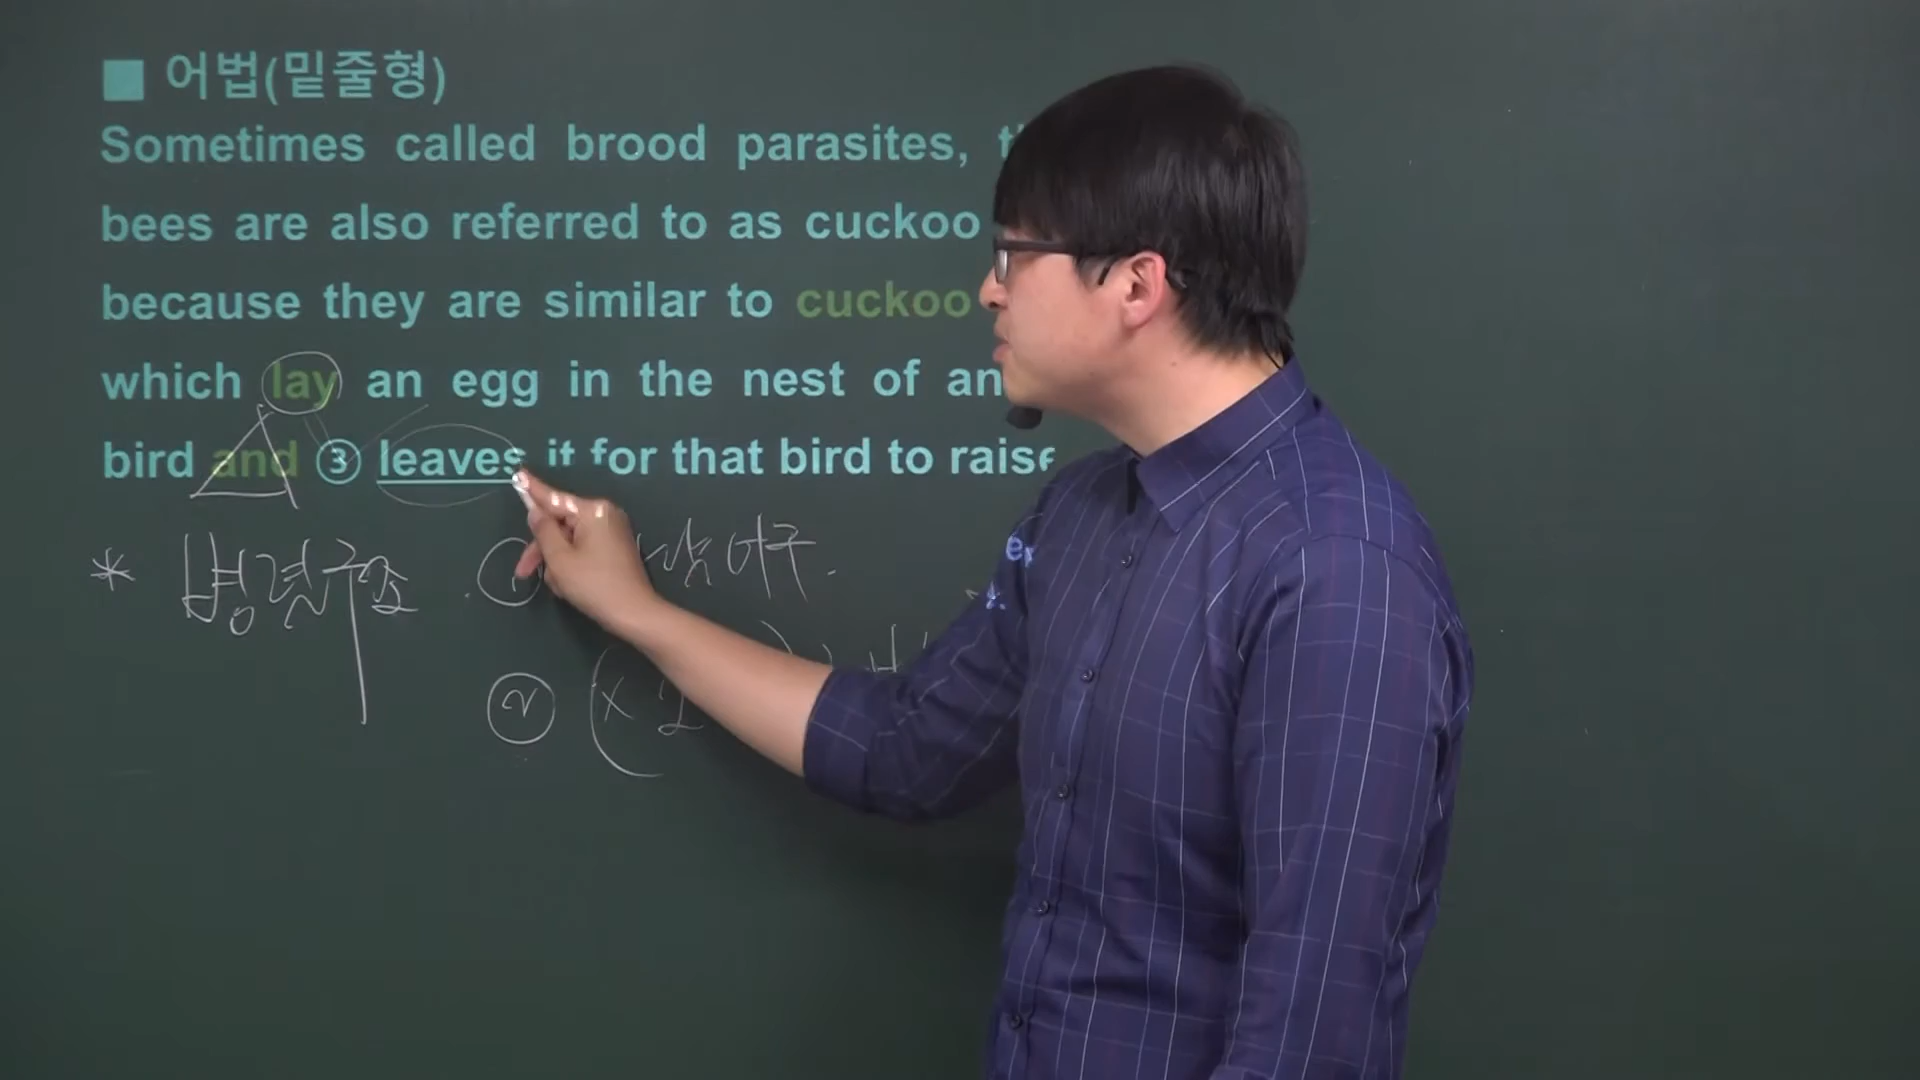 ■ 어법(밑줄형)
Sometimes called brood parasites,
bees are also referred to as cuckoo
because they are similar to cuckoo
which lay an egg in the nest of an
bird and ③ leaves it for that bird to raise
* 병렬구조 ①
②